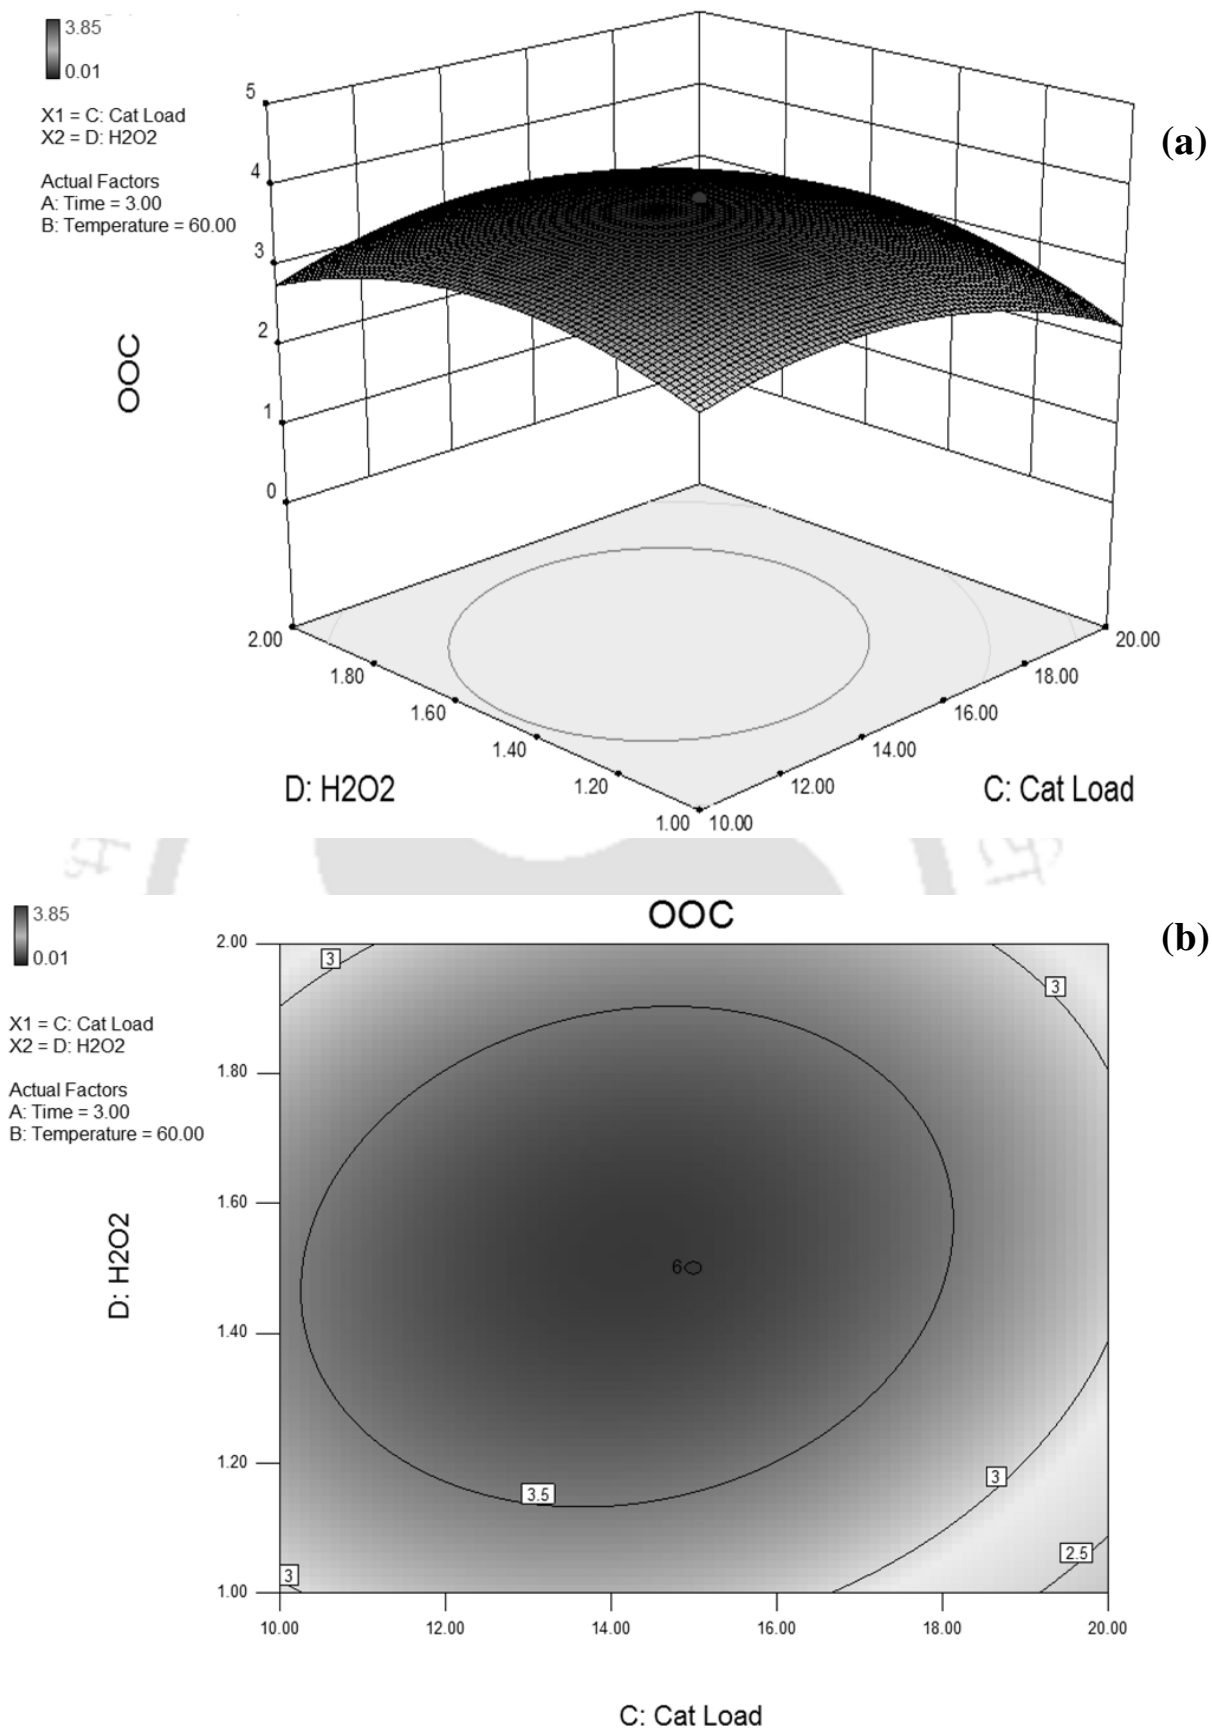 3.85
0.01
X1 = C: Cat Load
X2 = D: H2O2
Actual Factors
A: Time = 3.00
B: Temperature = 60.00
(a)
5
4
3
2
1
0
OOC
2.00
1.80
1.60
1.40
1.20
1.00
10.00
12.00
14.00
16.00
18.00
20.00
D: H2O2
C: Cat Load
OOC
(b)
3.85
0.01
X1 = C: Cat Load
X2 = D: H2O2
Actual Factors
A: Time = 3.00
B: Temperature = 60.00
2.00
1.80
1.60
1.40
1.20
1.00
D: H2O2
3
3
6
3.5
3
3
2.5
10.00
12.00
14.00
16.00
18.00
20.00
C: Cat Load